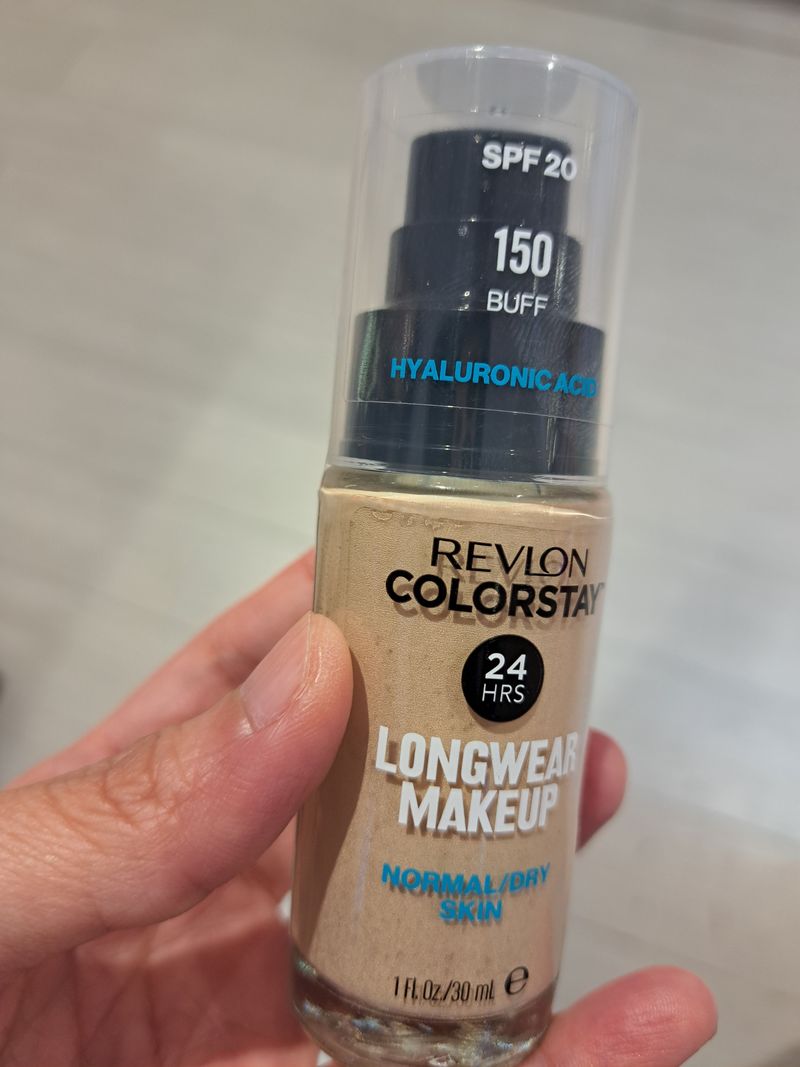 SPF 20
150
BUFF
HYALURONIC ACID
REVLON
COLORSTAY™
24
HRS
LONGWEAR
MAKEUP
NORMAL/DRY
SKIN
1 Fl. Oz./30 mL ℮